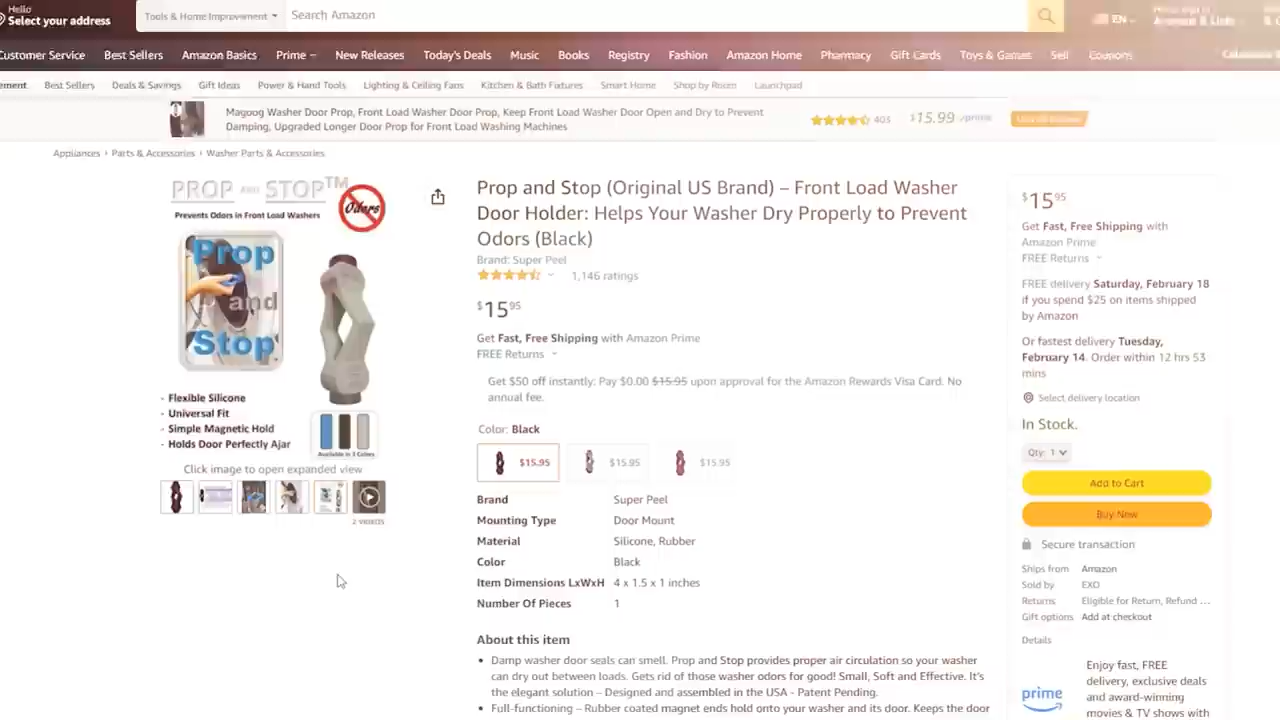 Hello
Select your address
Tools & Home Improvement
Search Amazon
EN
Customer Service
Best Sellers
Amazon Basics
Prime
New Releases
Today's Deals
Music
Books
Registry
Fashion
Amazon Home
Pharmacy
Gift Cards
Toys & Games
Sell
Coupons
ement
Best Sellers
Deals & Savings
Gift Ideas
Power & Hand Tools
Lighting & Ceiling Fans
Kitchen & Bath Fixtures
Smart Home
Shop by Room
Launchpad
Magoog Washer Door Prop, Front Load Washer Door Prop, Keep Front Load Washer Door Open and Dry to Prevent
Damping, Upgraded Longer Door Prop for Front Load Washing Machines
403
$15.99
prime
Appliances › Parts & Accessories › Washer Parts & Accessories
PROP AND STOP™
Prevents Odors in Front Load Washers
Odors
Prop
and
Stop
- Flexible Silicone
- Universal Fit
- Simple Magnetic Hold
- Holds Door Perfectly Ajar
Available in 3 Colors
Click image to open expanded view
2 VIDEOS
Prop and Stop (Original US Brand) – Front Load Washer
Door Holder: Helps Your Washer Dry Properly to Prevent
Odors (Black)
Brand: Super Peel
1,146 ratings
$15 95
Get Fast, Free Shipping with Amazon Prime
FREE Returns
Get $50 off instantly: Pay $0.00 $15.95 upon approval for the Amazon Rewards Visa Card. No
annual fee.
Color: Black
$15.95
$15.95
$15.95
Brand Super Peel
Mounting Type Door Mount
Material Silicone, Rubber
Color Black
Item Dimensions LxWxH 4 x 1.5 x 1 inches
Number Of Pieces 1
About this item
• Damp washer door seals can smell. Prop and Stop provides proper air circulation so your washer
can dry out between loads. Gets rid of those washer odors for good! Small, Soft and Effective. It's
the elegant solution – Designed and assembled in the USA - Patent Pending.
• Full-functioning – Rubber coated magnet ends hold onto your washer and its door. Keeps the door
$15 95
Get Fast, Free Shipping with
Amazon Prime
FREE Returns
FREE delivery Saturday, February 18
if you spend $25 on items shipped
by Amazon
Or fastest delivery Tuesday,
February 14. Order within 12 hrs 53
mins
Select delivery location
In Stock.
Qty: 1
Add to Cart
Buy Now
Secure transaction
Ships from Amazon
Sold by EXO
Returns Eligible for Return, Refund ...
Gift options Add at checkout
Details
prime
Enjoy fast, FREE
delivery, exclusive deals
and award-winning
movies & TV shows with